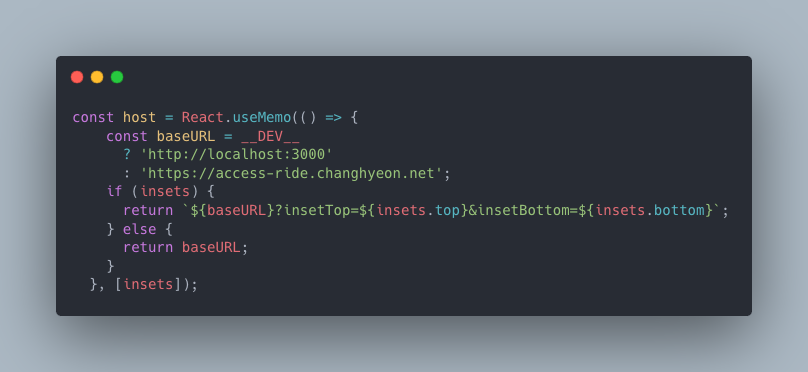 const host = React.useMemo(() => {
    const baseURL = __DEV__
      ? 'http://localhost:3000'
      : 'https://access-ride.changhyeon.net';
    if (insets) {
      return `${baseURL}?insetTop=${insets.top}&insetBottom=${insets.bottom}`;
    } else {
      return baseURL;
    }
  }, [insets]);